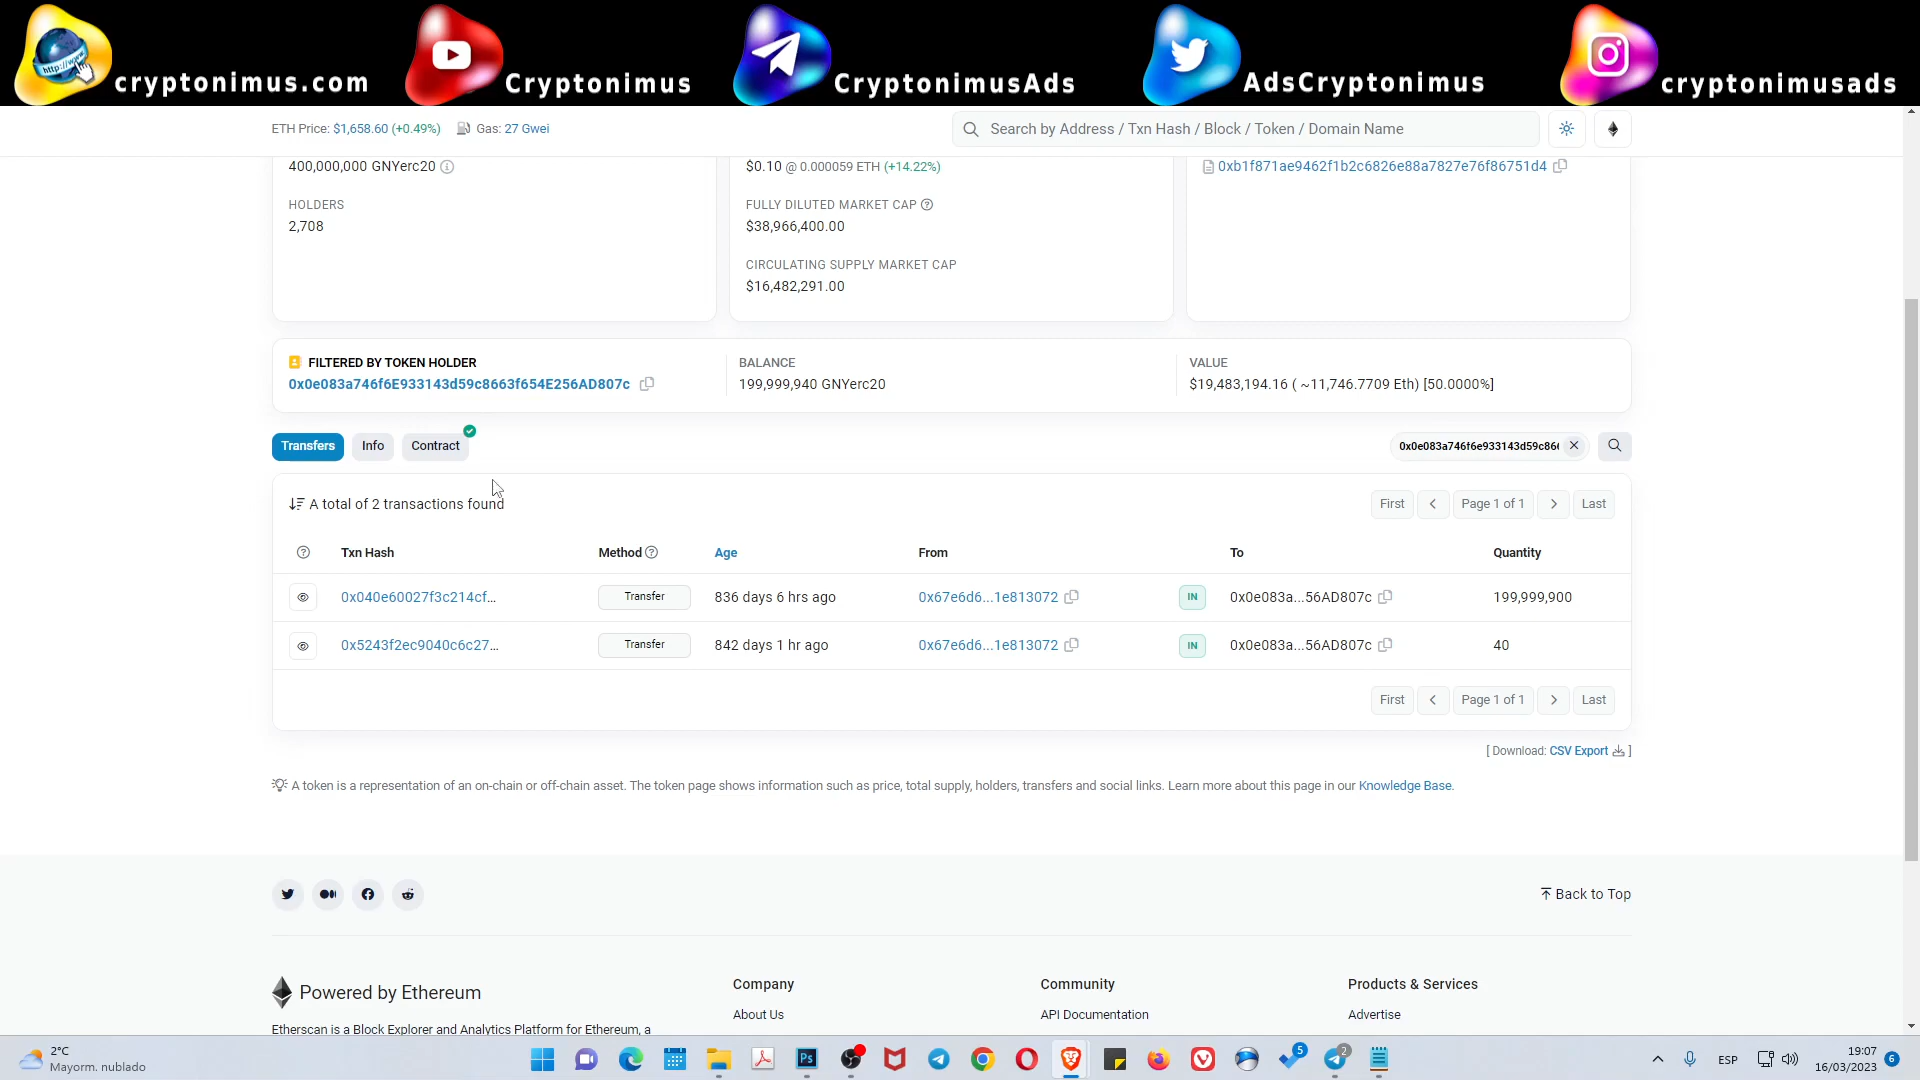 cryptonimus.com
Cryptonimus
CryptonimusAds
AdsCryptonimus
cryptonimusads
ETH Price: $1,658.60 (+0.49%) Gas: 27 Gwei
Search by Address / Txn Hash / Block / Token / Domain Name
400,000,000 GNYerc20
HOLDERS
2,708
$0.10 @ 0.000059 ETH (+14.22%)
FULLY DILUTED MARKET CAP
$38,966,400.00
CIRCULATING SUPPLY MARKET CAP
$16,482,291.00
0xb1f871ae9462f1b2c6826e88a7827e76f86751d4
FILTERED BY TOKEN HOLDER
0x0e083a746f6E933143d59c8663f654E256AD807c
BALANCE
199,999,940 GNYerc20
VALUE
$19,483,194.16 ( ~11,746.7709 Eth) [50.0000%]
Transfers Info Contract
0x0e083a746f6e933143d59c86
A total of 2 transactions found
First Page 1 of 1 Last
Txn Hash Method Age From To Quantity
0x040e60027f3c214cf... Transfer 836 days 6 hrs ago 0x67e6d6...1e813072 IN 0x0e083a...56AD807c 199,999,900
0x5243f2ec9040c6c27... Transfer 842 days 1 hr ago 0x67e6d6...1e813072 IN 0x0e083a...56AD807c 40
First Page 1 of 1 Last
[ Download: CSV Export ]
A token is a representation of an on-chain or off-chain asset. The token page shows information such as price, total supply, holders, transfers and social links. Learn more about this page in our Knowledge Base.
Back to Top
Powered by Ethereum
Etherscan is a Block Explorer and Analytics Platform for Ethereum, a
Company
About Us
Community
API Documentation
Products & Services
Advertise
2°C
Mayorm. nublado
Ps
5
2
ESP
19:07
16/03/2023
6